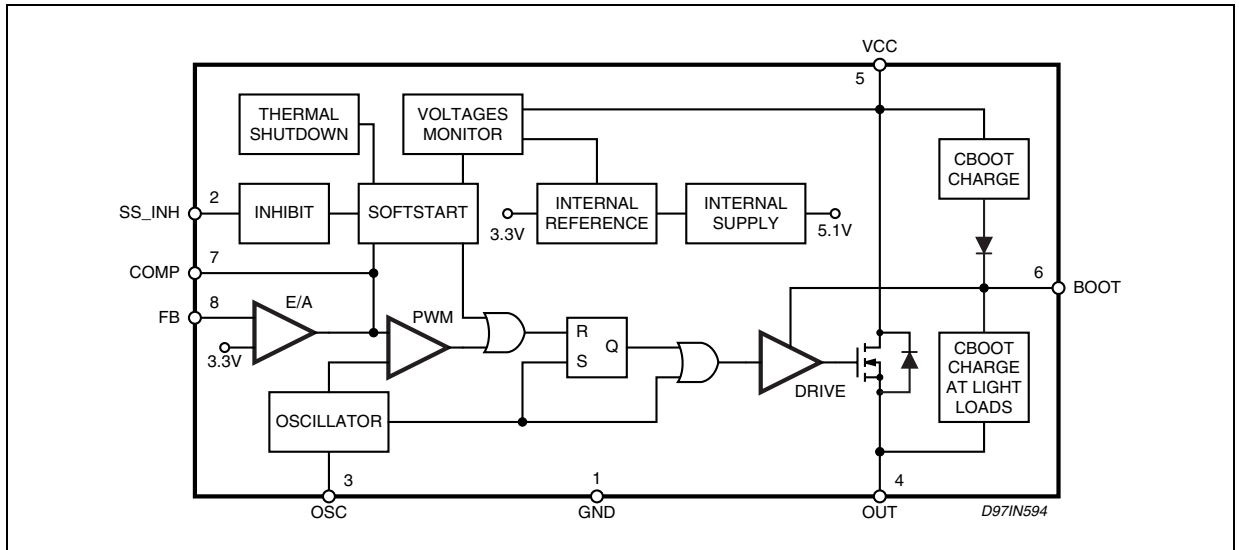 VCC
5
THERMAL
SHUTDOWN
VOLTAGES
MONITOR
CBOOT
CHARGE
SS_INH
2
INHIBIT
SOFTSTART
3.3V
INTERNAL
REFERENCE
INTERNAL
SUPPLY
5.1V
COMP
7
6
BOOT
FB
8
E/A
3.3V
PWM
R
S
Q
DRIVE
CBOOT
CHARGE
AT LIGHT
LOADS
OSCILLATOR
3
OSC
1
GND
4
OUT
D97IN594